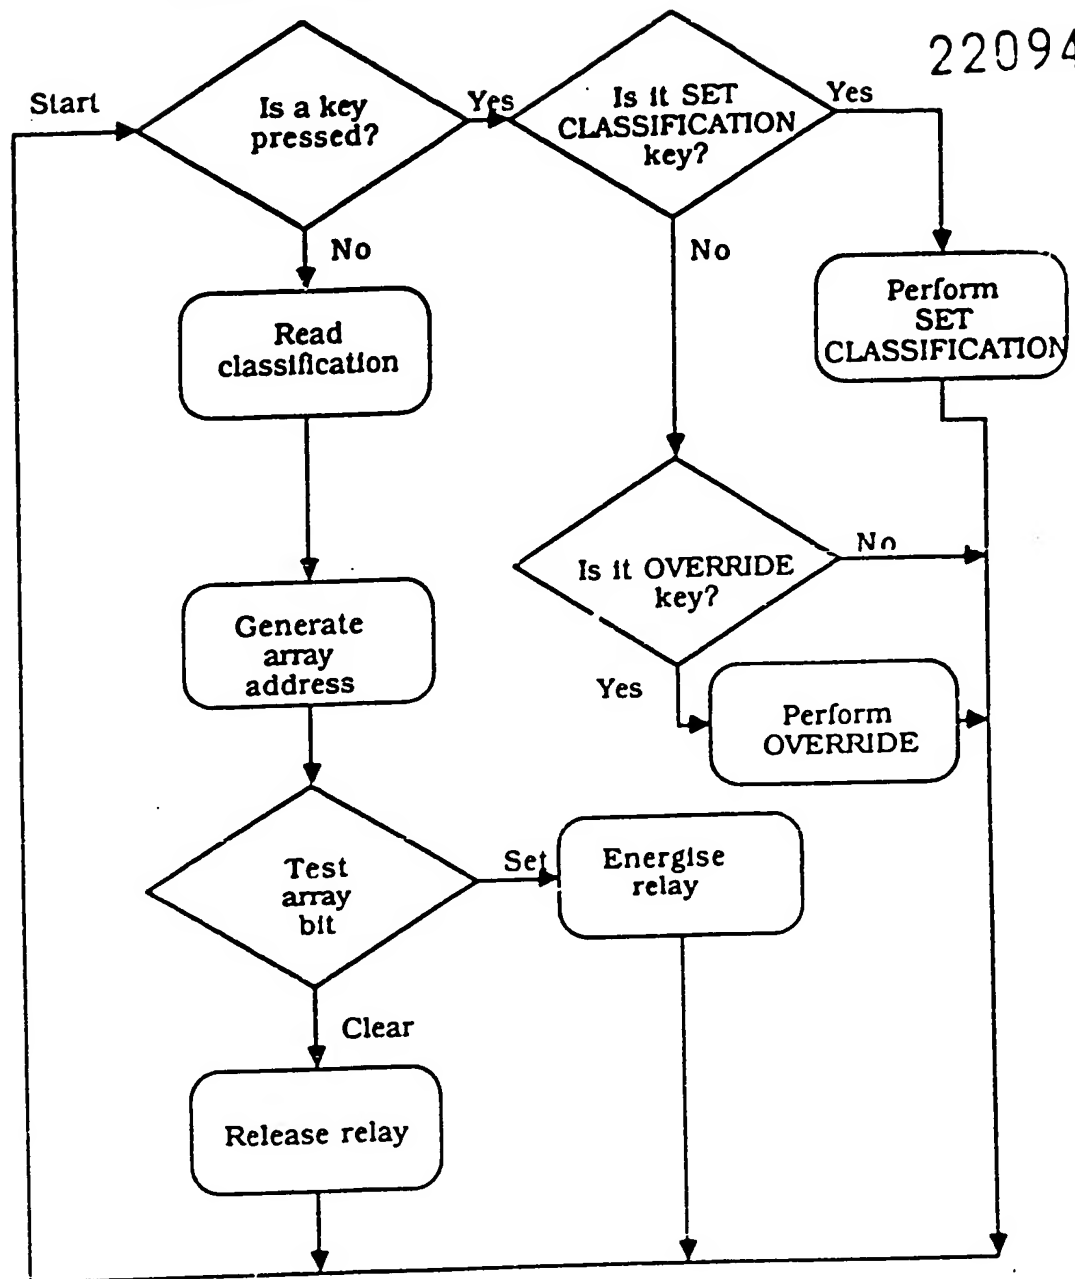 22094
Start
Is a key
pressed?
Yes
Is it SET
CLASSIFICATION
key?
Yes
No
No
Perform
SET
CLASSIFICATION
Read
classification
Is it OVERRIDE
key?
No
Generate
array
address
Yes
Perform
OVERRIDE
Test
array
bit
Set
Energise
relay
Clear
Release relay